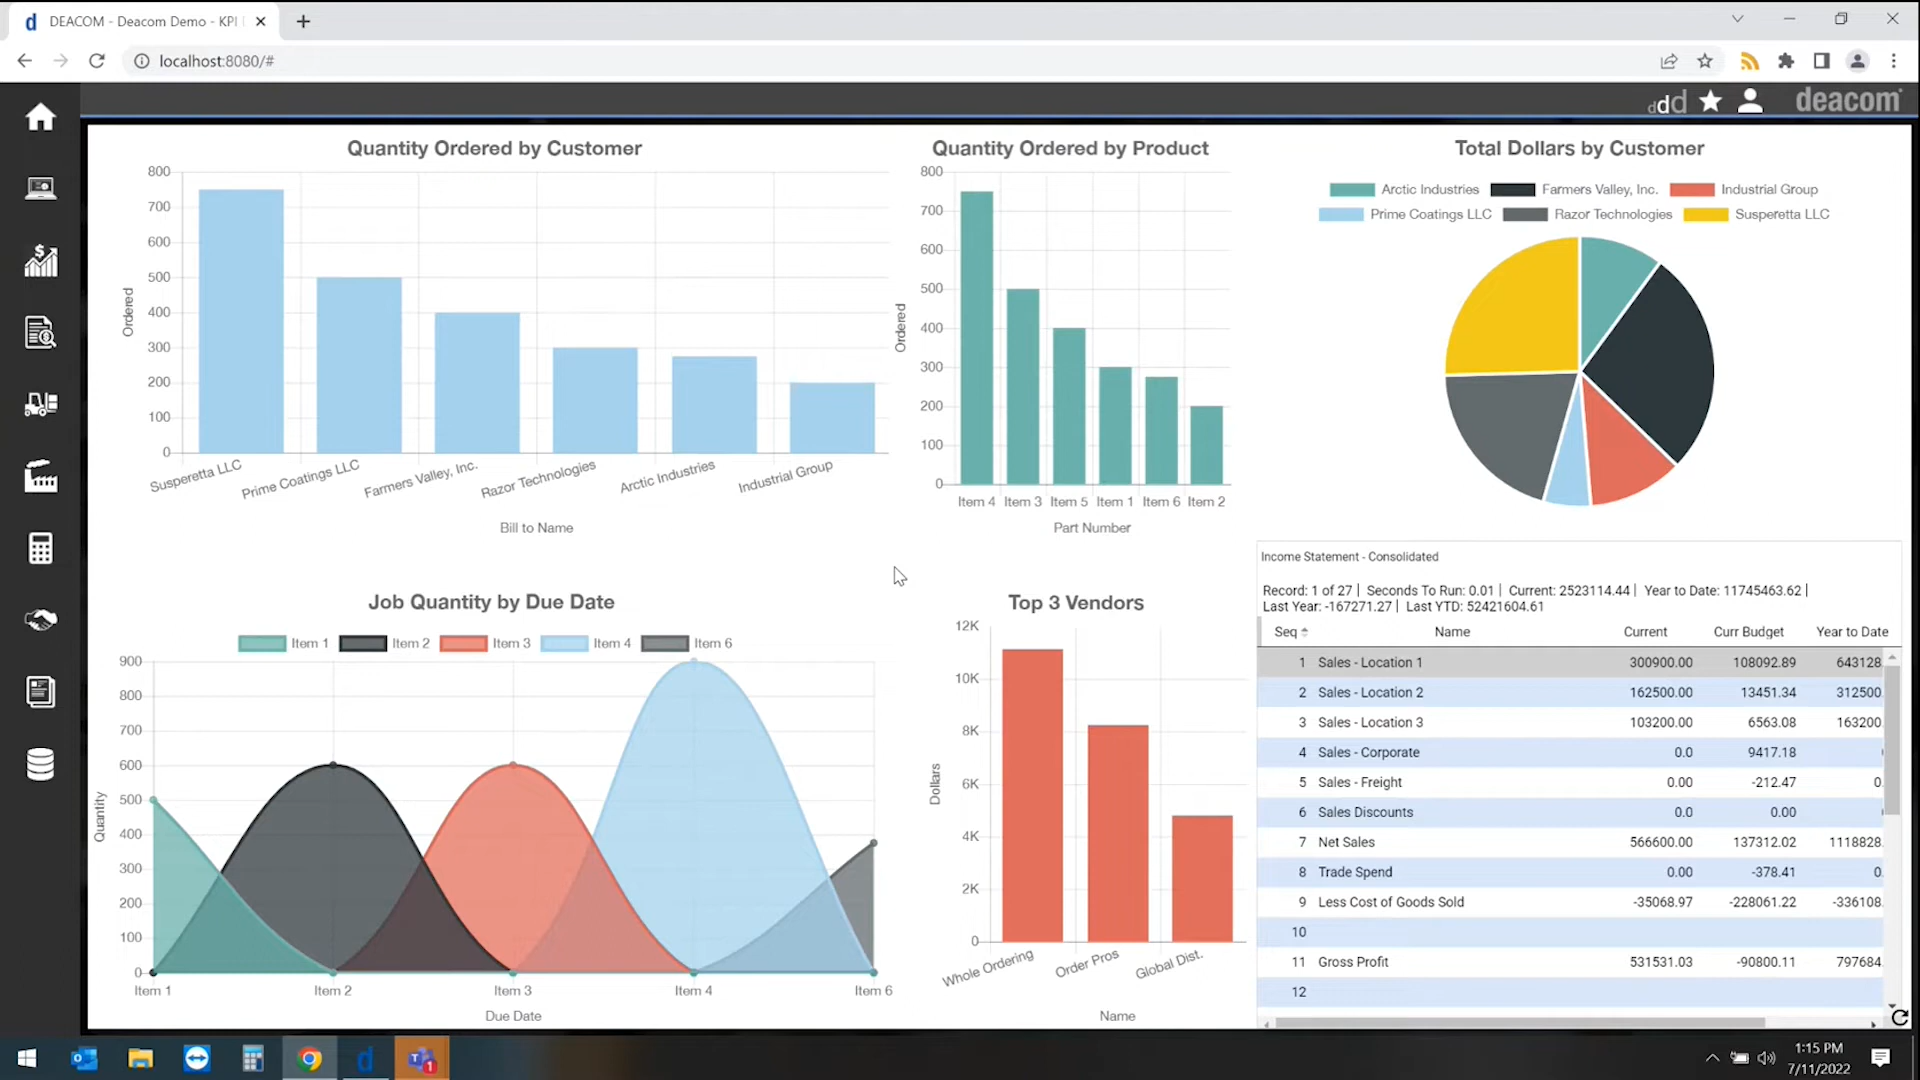 DEACOM - Deacom Demo - KPI
localhost:8080/#
ddd deacom
Quantity Ordered by Customer
800
700
600
500
400
300
200
100
0
Ordered
Susperetta LLC
Prime Coatings LLC
Farmers Valley, Inc.
Razor Technologies
Arctic Industries
Industrial Group
Bill to Name
Quantity Ordered by Product
800
700
600
500
400
300
200
100
0
Ordered
Item 4 Item 3 Item 5 Item 1 Item 6 Item 2
Part Number
Total Dollars by Customer
Arctic Industries Farmers Valley, Inc. Industrial Group
Prime Coatings LLC Razor Technologies Susperetta LLC
Job Quantity by Due Date
Item 1 Item 2 Item 3 Item 4 Item 6
900
800
700
600
500
400
300
200
100
0
Quantity
Item 1 Item 2 Item 3 Item 4 Item 6
Due Date
Top 3 Vendors
12K
10K
8K
6K
4K
2K
0
Dollars
Whole Ordering
Order Pros
Global Dist.
Name
Income Statement - Consolidated
Record: 1 of 27 | Seconds To Run: 0.01 | Current: 2523114.44 | Year to Date: 11745463.62 |
Last Year: -167271.27 | Last YTD: 52421604.61
Seq Name Current Curr Budget Year to Date
1 Sales - Location 1 300900.00 108092.89 643128
2 Sales - Location 2 162500.00 13451.34 312500.
3 Sales - Location 3 103200.00 6563.08 163200.
4 Sales - Corporate 0.0 9417.18
5 Sales - Freight 0.00 -212.47 0.
6 Sales Discounts 0.0 0.00
7 Net Sales 566600.00 137312.02 1118828.
8 Trade Spend 0.00 -378.41 0.
9 Less Cost of Goods Sold -35068.97 -228061.22 -336108.
10
11 Gross Profit 531531.03 -90800.11 797684.
12
1
1:15 PM
7/11/2022